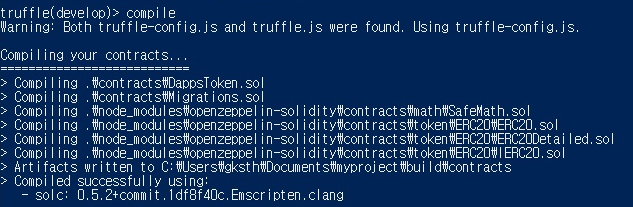 truffle(develop)> compile
Warning: Both truffle-config.js and truffle.js were found. Using truffle-config.js.
Compiling your contracts...
===========================
> Compiling .₩contracts₩DappsToken.sol
> Compiling .₩contracts₩Migrations.sol
> Compiling .₩node_modules₩openzeppelin-solidity₩contracts₩math₩SafeMath.sol
> Compiling .₩node_modules₩openzeppelin-solidity₩contracts₩token₩ERC20₩ERC20.sol
> Compiling .₩node_modules₩openzeppelin-solidity₩contracts₩token₩ERC20₩ERC20Detailed.sol
> Compiling .₩node_modules₩openzeppelin-solidity₩contracts₩token₩ERC20₩IERC20.sol
> Artifacts written to C:₩Users₩gksth₩Documents₩myproject₩build₩contracts
> Compiled successfully using:
- solc: 0.5.2+commit.1df8f40c.Emscripten.clang